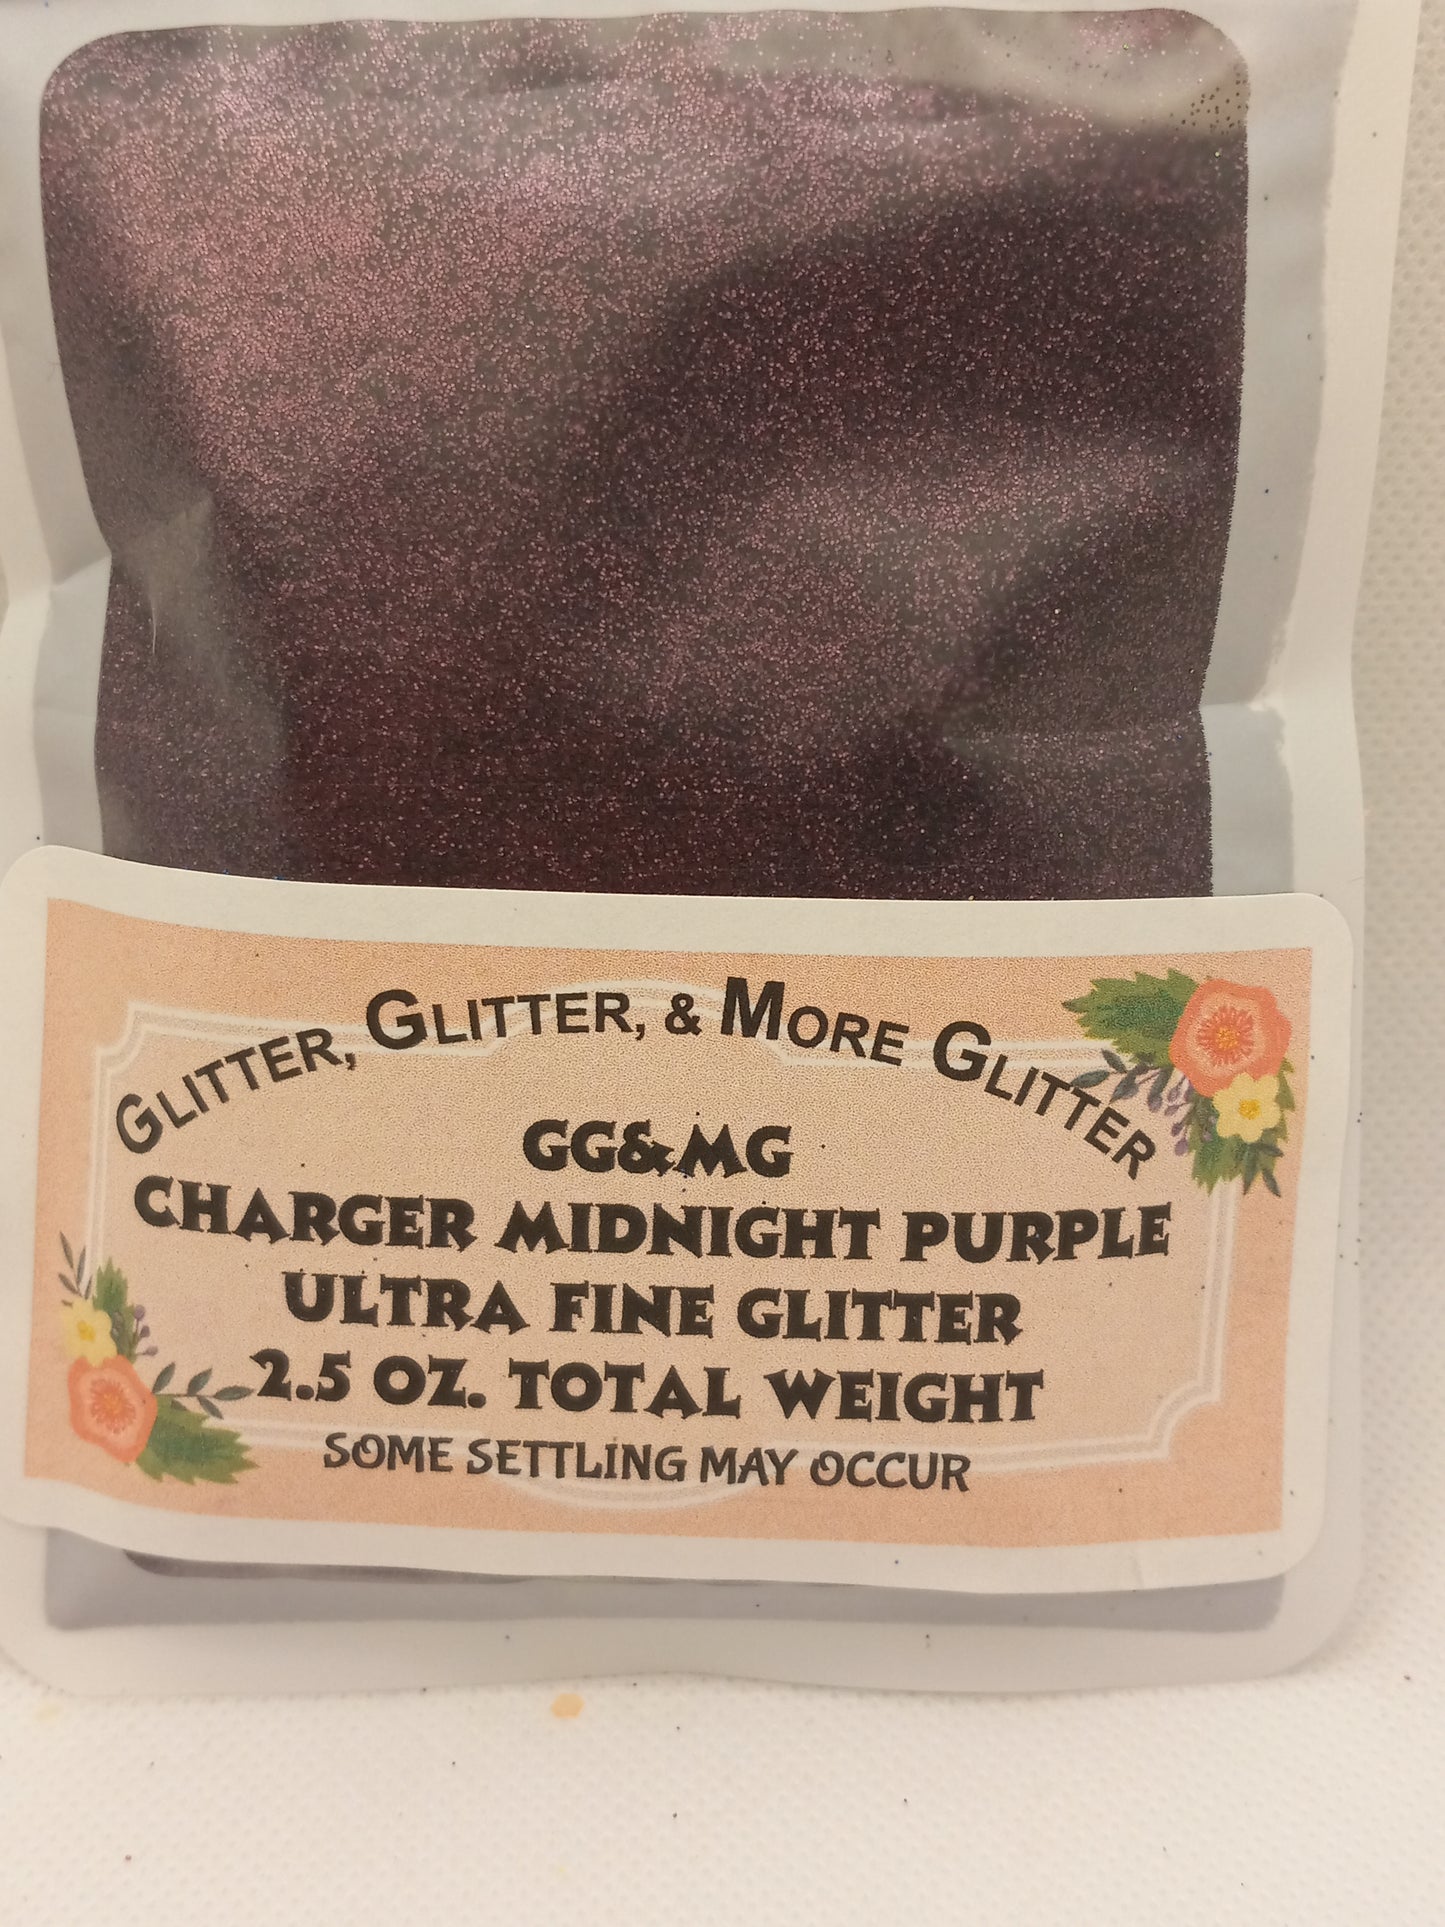 GLITTER, GLITTER, & MORE GLITTER
GG&MG
CHARGER MIDNIGHT PURPLE
ULTRA FINE GLITTER
2.5 OZ. TOTAL WEIGHT
SOME SETTLING MAY OCCUR